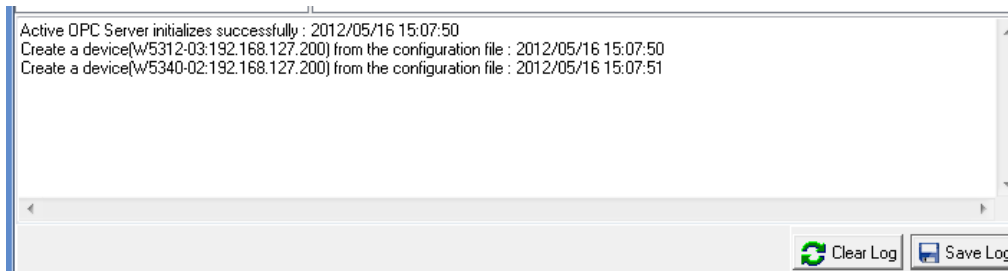 Active OPC Server initializes successfully : 2012/05/16 15:07:50
Create a device(W5312-03:192.168.127.200) from the configuration file : 2012/05/16 15:07:50
Create a device(W5340-02:192.168.127.200) from the configuration file : 2012/05/16 15:07:51
Clear Log Save Log